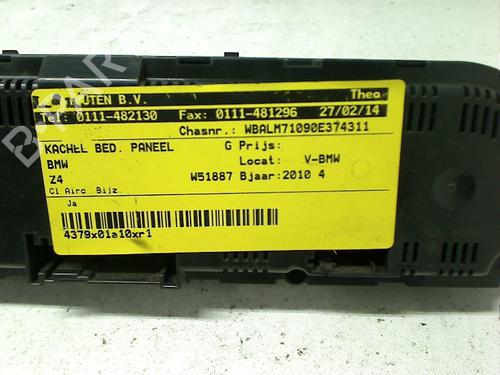 TOUTEN B.V. Theo
Tel: 0111-482130 Fax: 0111-481296 27/02/14
Chasnr.: WBALM71090E374311
KACHEL BED. PANEEL G Prijs:
BMW Locat: V-BMW
Z4 W51887 Bjaar: 2010 4
Cl Airc Bijz.
Ja
4379x01a10xr1
B-PARTS